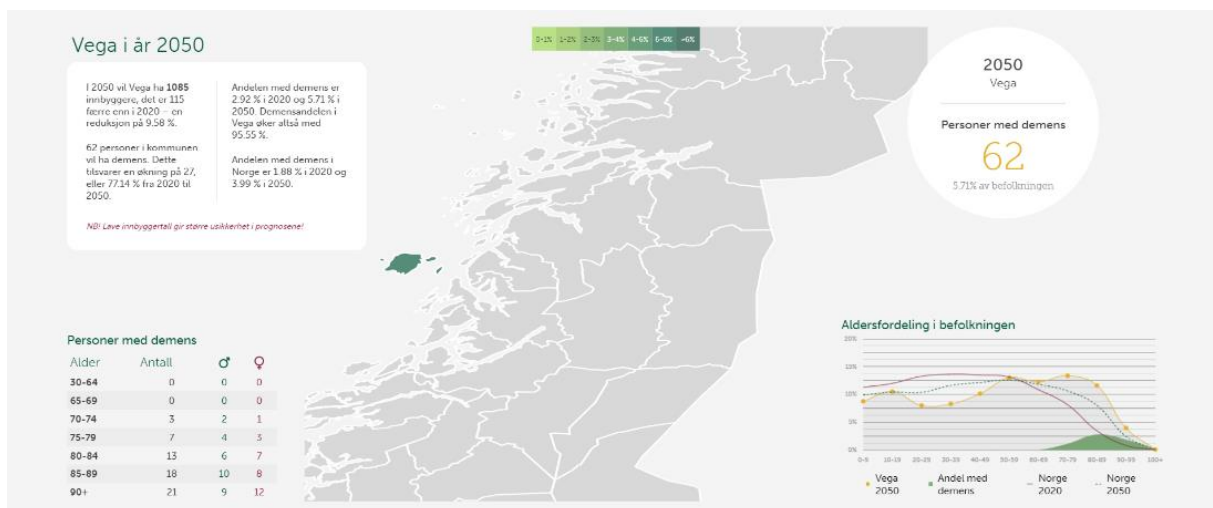 Vega i år 2050
I 2050 vil Vega ha 1085
innbyggere, det er 115
færre enn i 2020 – en
reduksjon på 9.58 %.
62 personer i kommunen
vil ha demens. Dette
tilsvarer en økning på 27,
eller 77.14 % fra 2020 til
2050.
Andelen med demens er
2.92 % i 2020 og 5.71 % i
2050. Demensandelen i
Vega øker altså med
95.55 %.
Andelen med demens i
Norge er 1.88 % i 2020 og
3.99 % i 2050.
NB! Lave innbyggertall gir større usikkerhet i prognosene!
0-1% 1-2% 2-3% 3-4% 4-5% 5-6% >6%
2050
Vega
Personer med demens
62
5.71% av befolkningen
Personer med demens
Alder Antall ♂ ♀
30-64 0 0 0
65-69 0 0 0
70-74 3 2 1
75-79 7 4 3
80-84 13 6 7
85-89 18 10 8
90+ 21 9 12
Aldersfordeling i befolkningen
20%
15%
10%
5%
0%
0-9 10-19 20-29 30-39 40-49 50-59 60-69 70-79 80-89 90-99 100+
Vega
2050
Andel med
demens
Norge
2020
Norge
2050